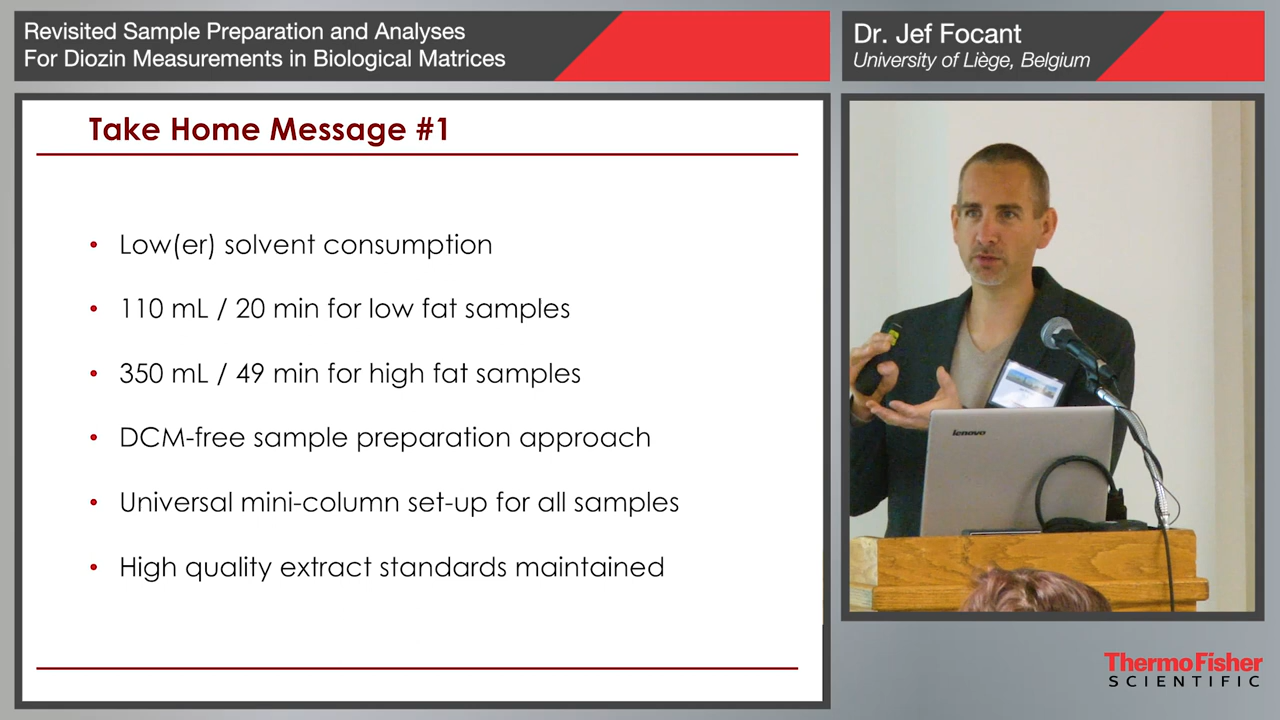 Revisited Sample Preparation and Analyses
For Diozin Measurements in Biological Matrices
Dr. Jef Focant
University of Liège, Belgium
Take Home Message #1
• Low(er) solvent consumption
• 110 mL / 20 min for low fat samples
• 350 mL / 49 min for high fat samples
• DCM-free sample preparation approach
• Universal mini-column set-up for all samples
• High quality extract standards maintained
lenovo
ThermoFisher
SCIENTIFIC